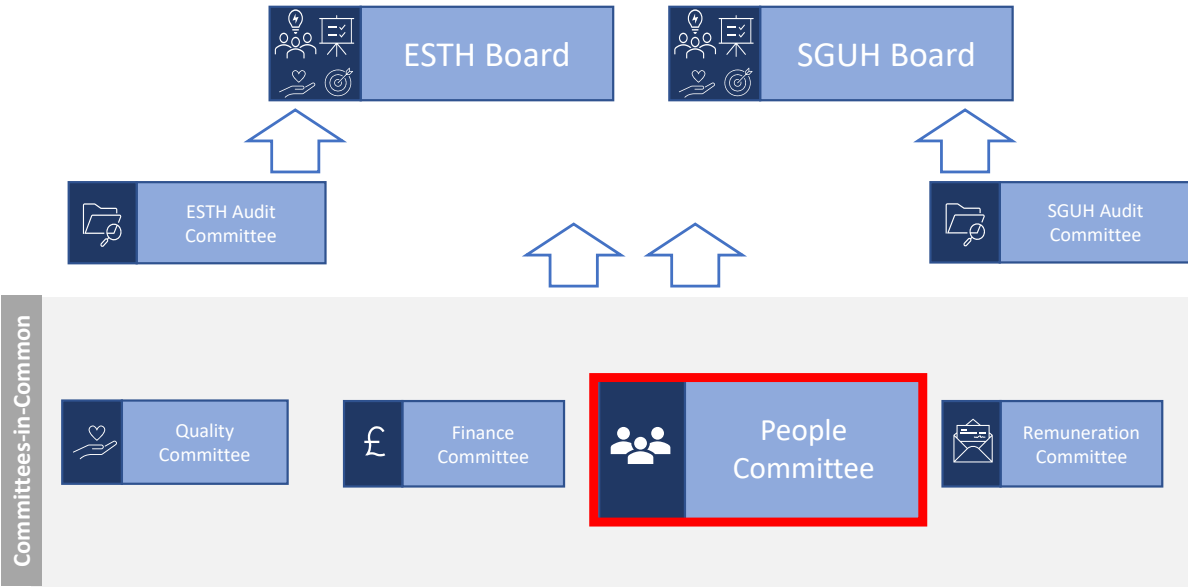 ESTH Board
SGUH Board
ESTH Audit
Committee
SGUH Audit
Committee
Committees-in-Common
Quality
Committee
£
Finance
Committee
People
Committee
Remuneration
Committee